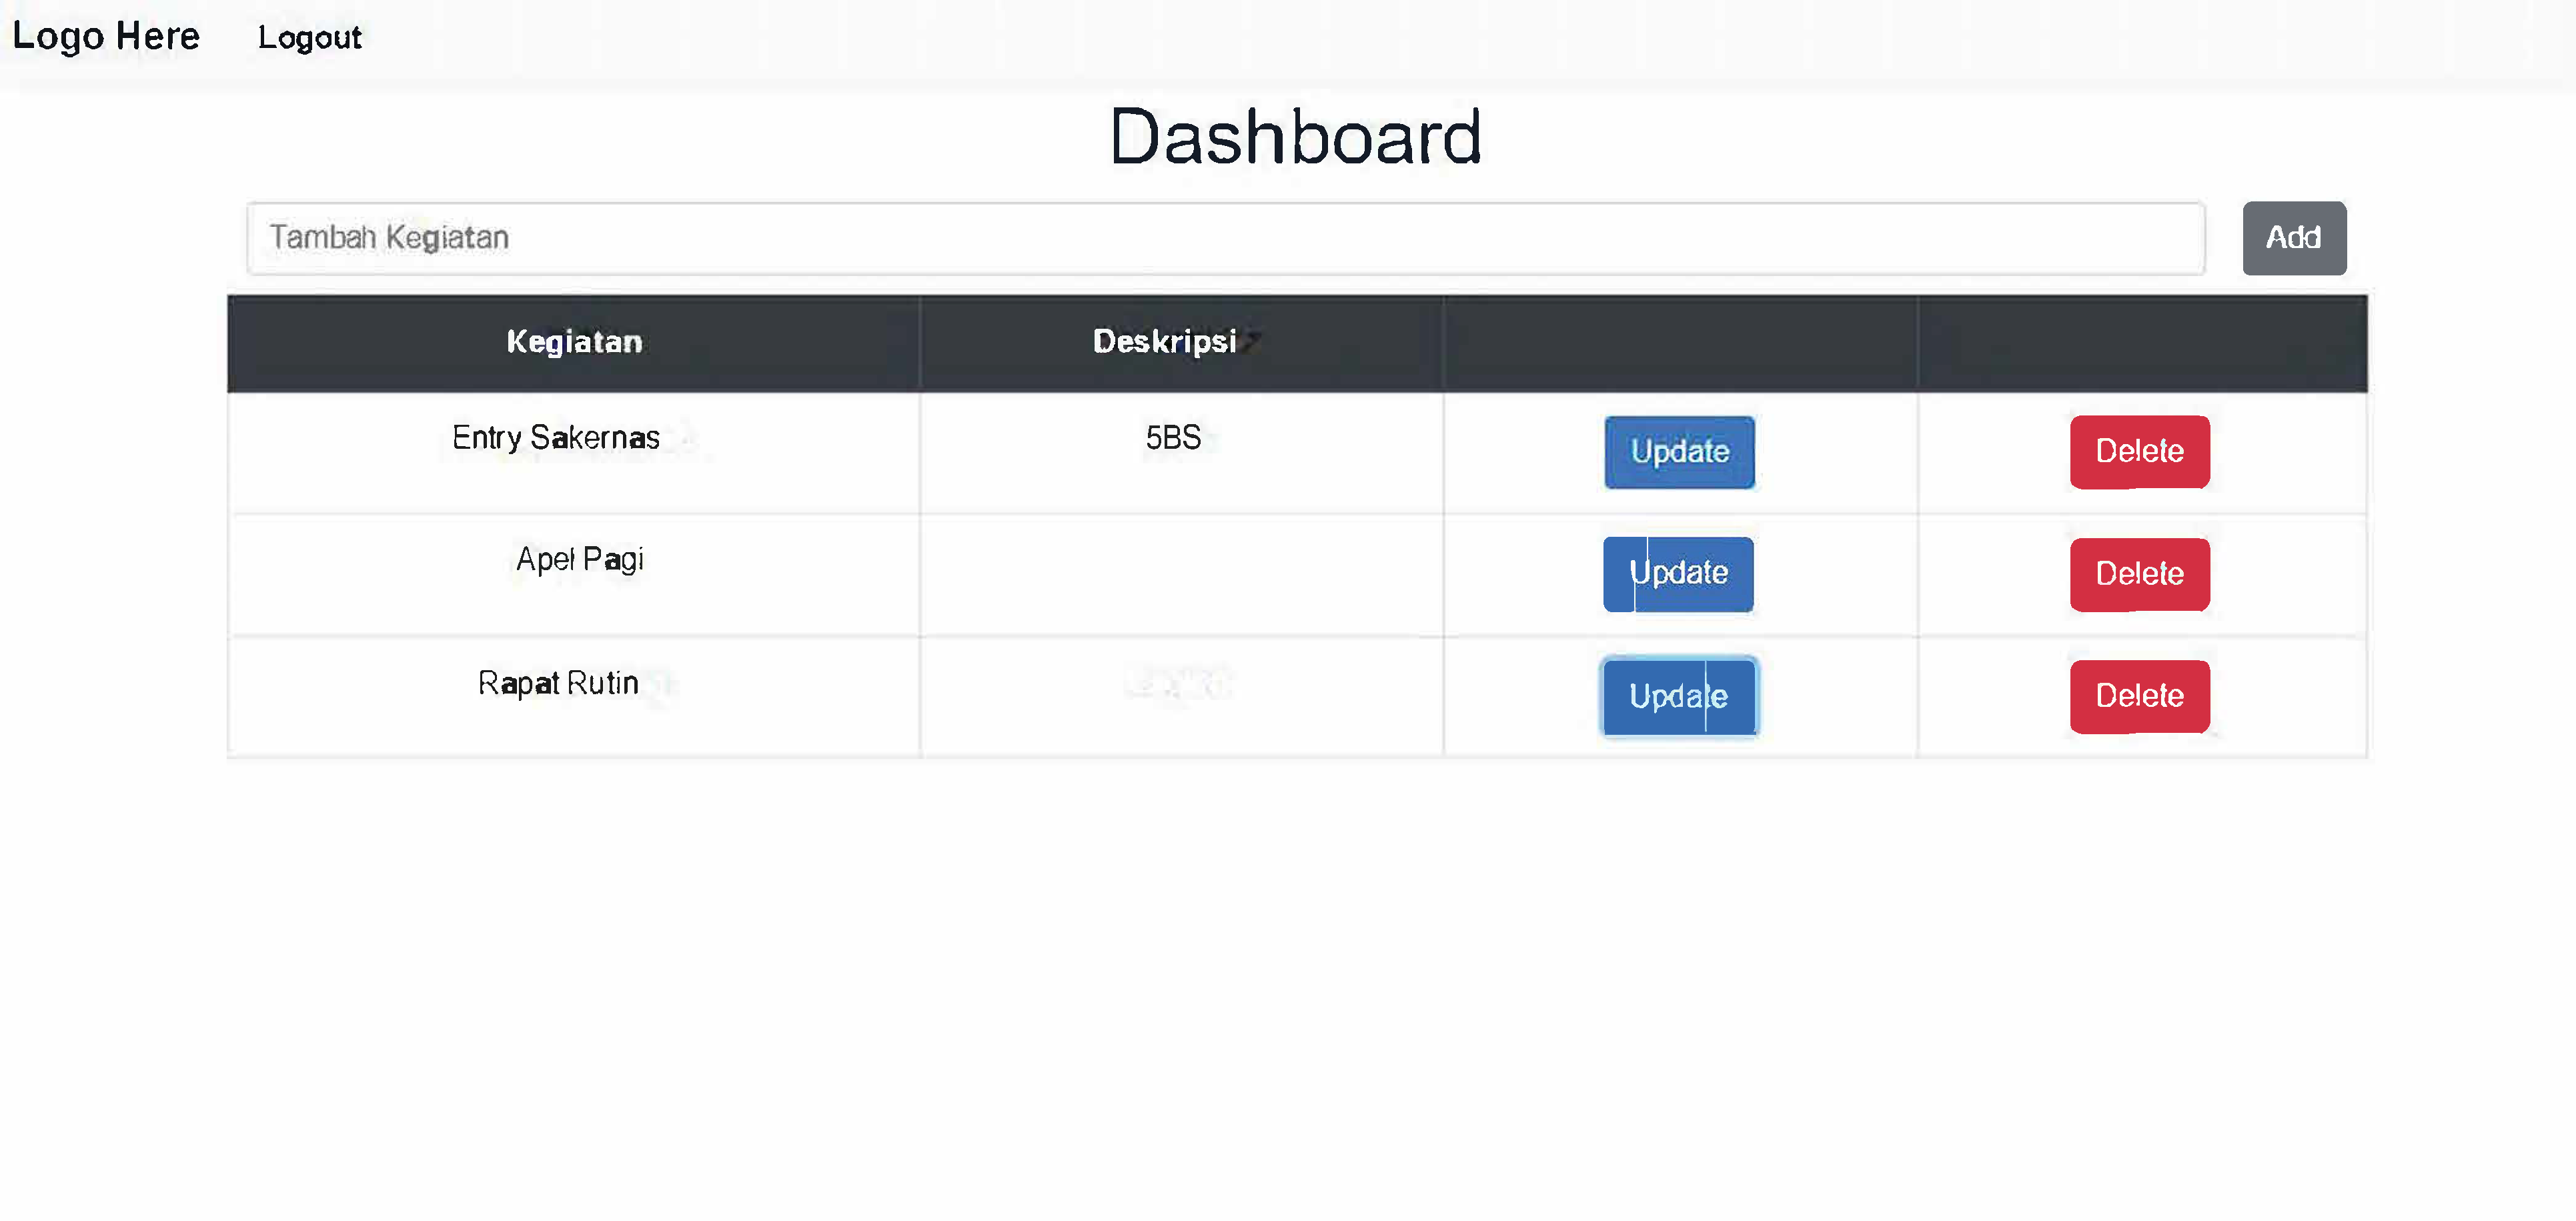 Logo Here Logout
Dashboard
Tambah Kegiatan Add
Kegiatan Deskripsi
Entry Sakernas 5BS Update Delete
Apel Pagi Update Delete
Rapat Rutin Update Delete